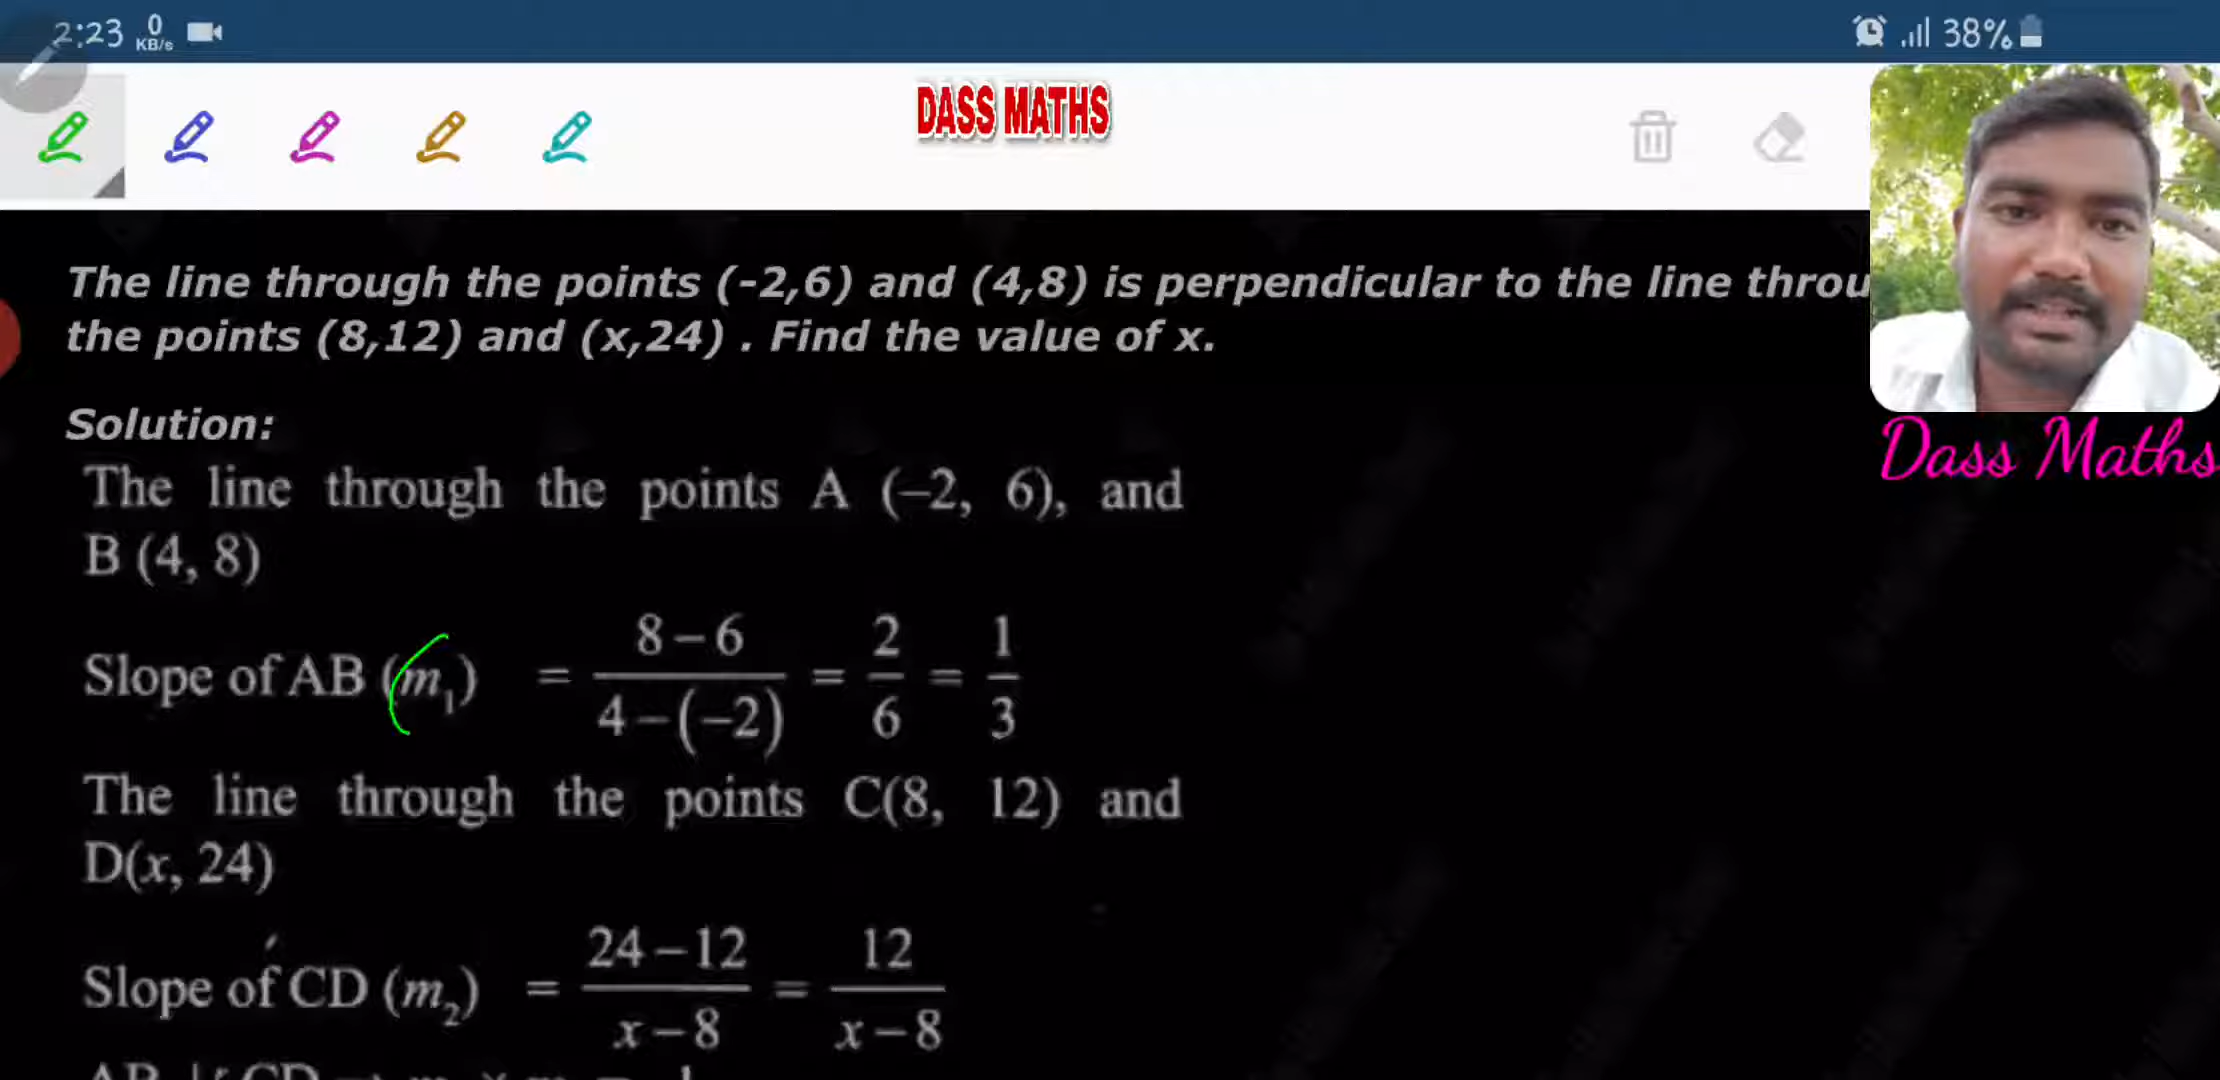 2:23 0 KB/s 38%
DASS MATHS
The line through the points (-2,6) and (4,8) is perpendicular to the line throu
the points (8,12) and (x,24) . Find the value of x.
Dass Maths
Solution:
The line through the points A (–2, 6), and
B (4, 8)
Slope of AB (m₁) = 8 – 6 / 4 – (–2) = 2/6 = 1/3
The line through the points C(8, 12) and
D(x, 24)
Slope of CD (m₂) = 24 – 12 / x – 8 = 12 / x – 8